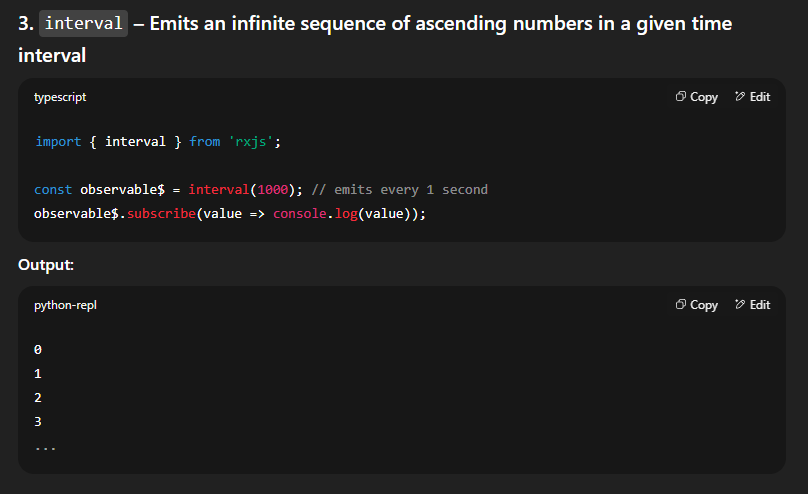 3. interval – Emits an infinite sequence of ascending numbers in a given time
interval
typescript Copy Edit
import { interval } from 'rxjs';
const observable$ = interval(1000); // emits every 1 second
observable$.subscribe(value => console.log(value));
Output:
python-repl Copy Edit
0
1
2
3
...